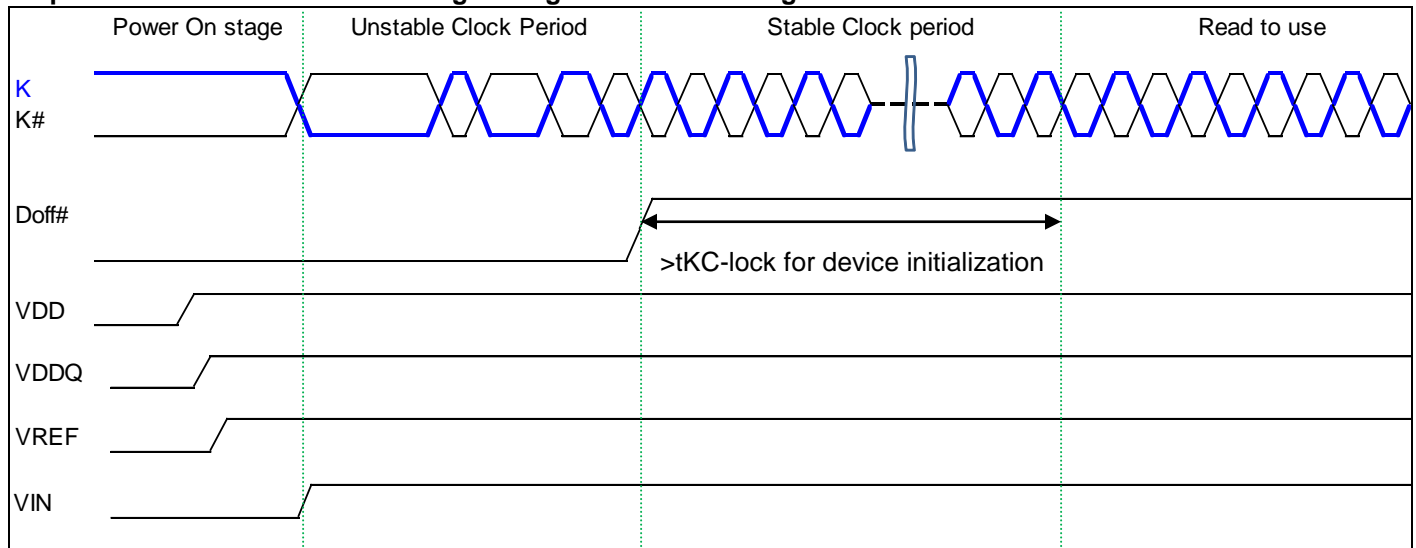 Power On stage Unstable Clock Period Stable Clock period Read to use
K
K#
Doff#
>tKC-lock for device initialization
VDD
VDDQ
VREF
VIN